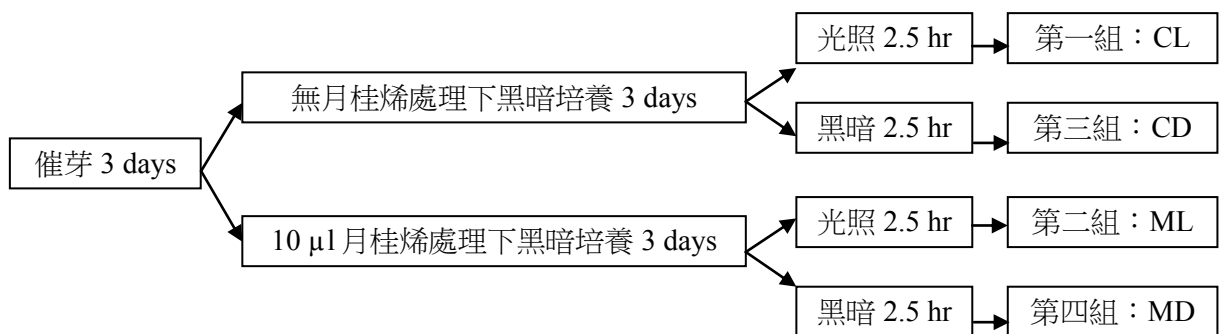 光照 2.5 hr
第一組：CL
無月桂烯處理下黑暗培養 3 days
黑暗 2.5 hr
第三組：CD
催芽 3 days
10 µl 月桂烯處理下黑暗培養 3 days
光照 2.5 hr
第二組：ML
黑暗 2.5 hr
第四組：MD